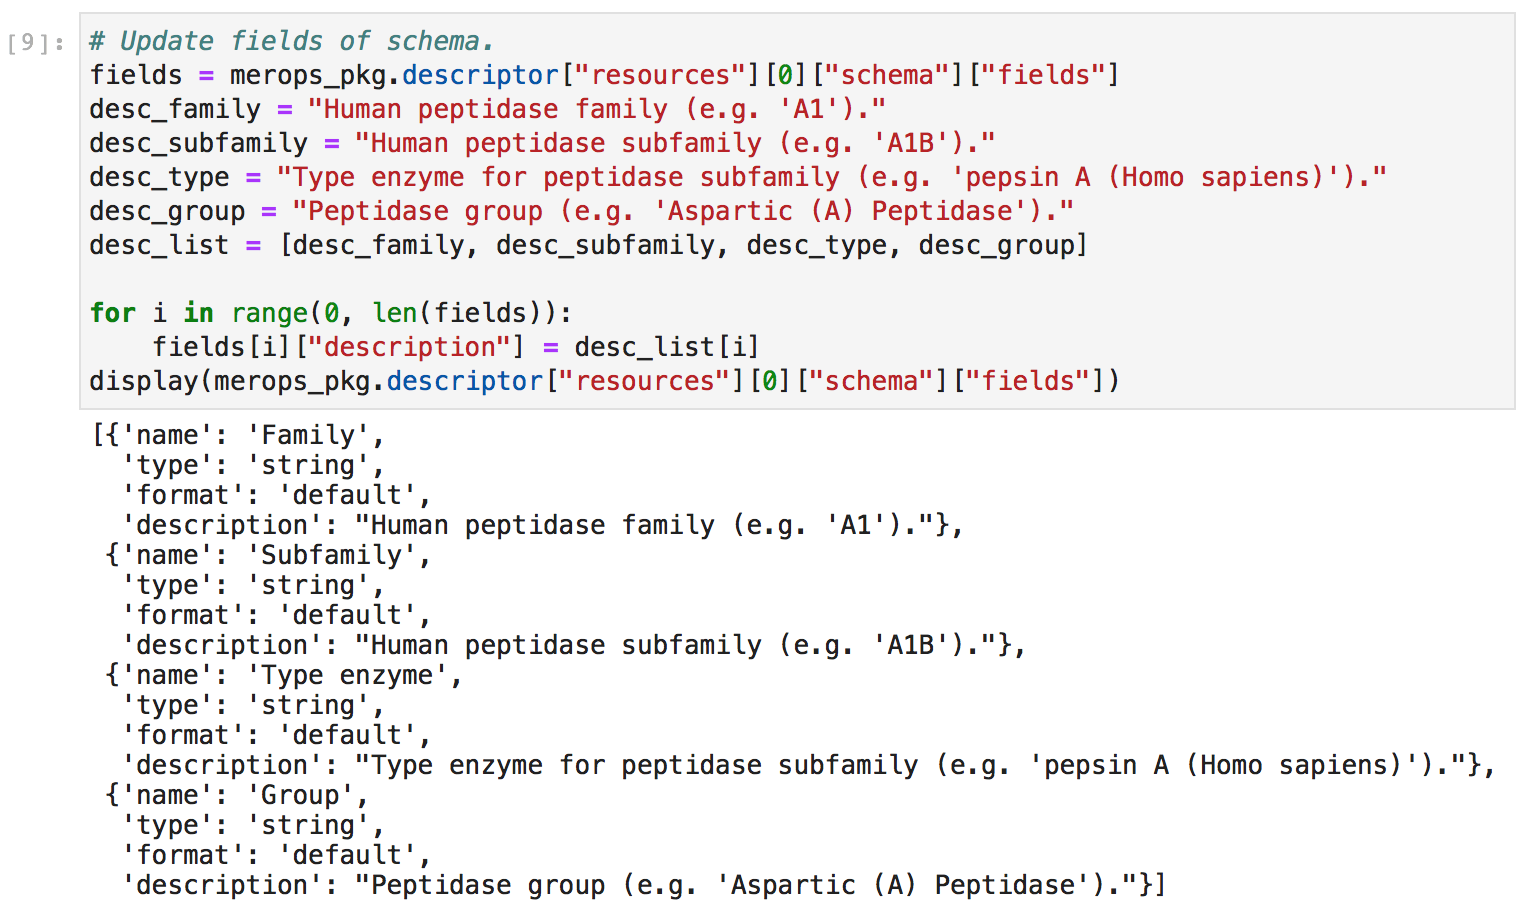 [9]:
# Update fields of schema.
fields = merops_pkg.descriptor["resources"][0]["schema"]["fields"]
desc_family = "Human peptidase family (e.g. 'A1')."
desc_subfamily = "Human peptidase subfamily (e.g. 'A1B')."
desc_type = "Type enzyme for peptidase subfamily (e.g. 'pepsin A (Homo sapiens)')."
desc_group = "Peptidase group (e.g. 'Aspartic (A) Peptidase')."
desc_list = [desc_family, desc_subfamily, desc_type, desc_group]

for i in range(0, len(fields)):
    fields[i]["description"] = desc_list[i]
display(merops_pkg.descriptor["resources"][0]["schema"]["fields"])
[{'name': 'Family',
  'type': 'string',
  'format': 'default',
  'description': "Human peptidase family (e.g. 'A1')."},
 {'name': 'Subfamily',
  'type': 'string',
  'format': 'default',
  'description': "Human peptidase subfamily (e.g. 'A1B')."},
 {'name': 'Type enzyme',
  'type': 'string',
  'format': 'default',
  'description': "Type enzyme for peptidase subfamily (e.g. 'pepsin A (Homo sapiens)')."},
 {'name': 'Group',
  'type': 'string',
  'format': 'default',
  'description': "Peptidase group (e.g. 'Aspartic (A) Peptidase')."}]